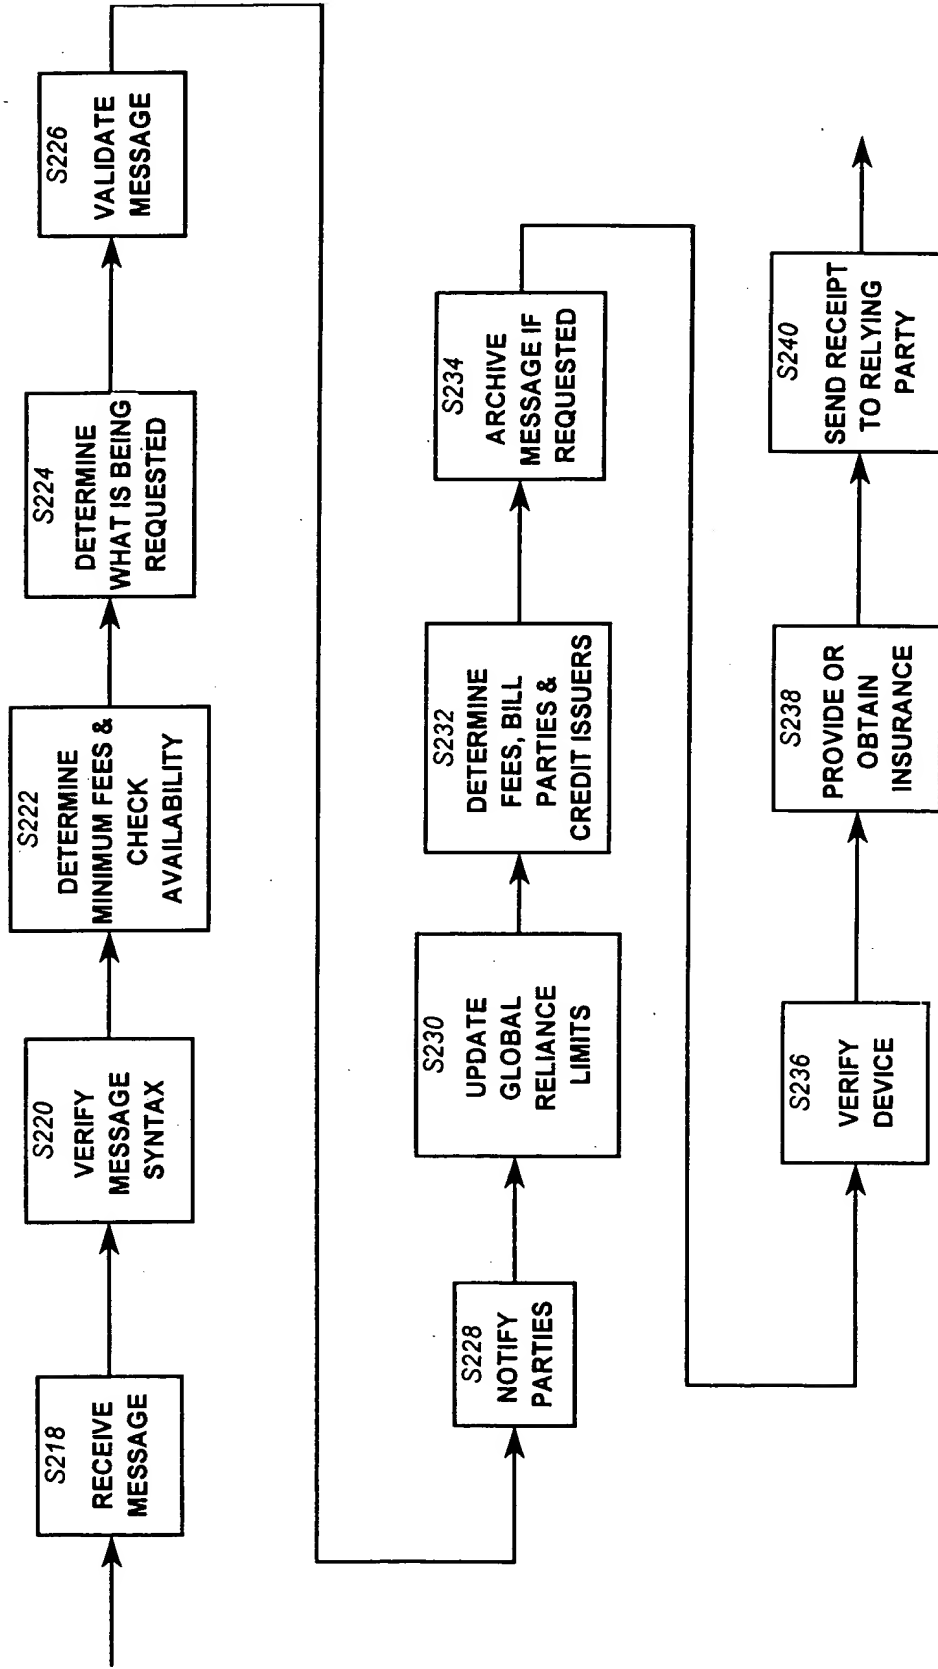 S218
RECEIVE
MESSAGE
S220
VERIFY
MESSAGE
SYNTAX
S222
DETERMINE
MINIMUM FEES &
CHECK
AVAILABILITY
S224
DETERMINE
WHAT IS BEING
REQUESTED
S226
VALIDATE
MESSAGE
S228
NOTIFY
PARTIES
S230
UPDATE
GLOBAL
RELIANCE
LIMITS
S232
DETERMINE
FEES, BILL
PARTIES &
CREDIT ISSUERS
S234
ARCHIVE
MESSAGE IF
REQUESTED
S236
VERIFY
DEVICE
S238
PROVIDE OR
OBTAIN
INSURANCE
S240
SEND RECEIPT
TO RELYING
PARTY